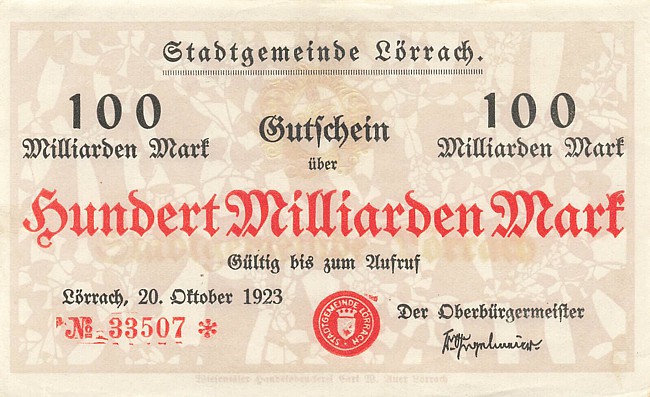 Stadtgemeinde Lörrach.
100 Milliarden Mark
100 Milliarden Mark
Gutschein
über
Hundert Milliarden Mark
Gültig bis zum Aufruf
Lörrach, 20. Oktober 1923
№ 33507 *
STADTGEMEINDE LÖRRACH
Der Oberbürgermeister